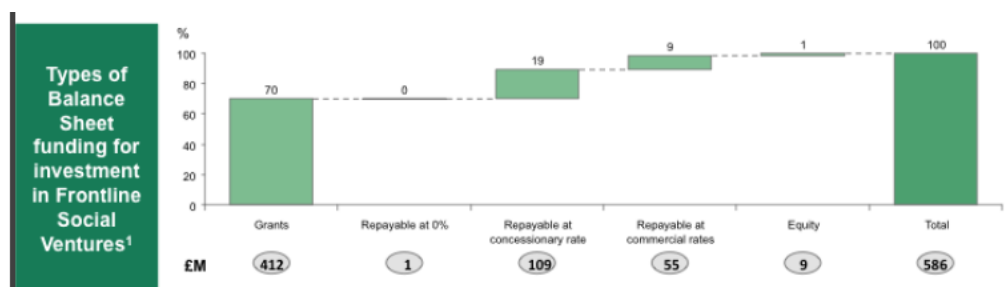 Types of
Balance
Sheet
funding for
investment
in Frontline
Social
Ventures¹
%
100
80
60
40
20
0
70
0
19
9
1
100
Grants
Repayable at 0%
Repayable at
concessionary rate
Repayable at
commercial rates
Equity
Total
£M
412
1
109
55
9
586